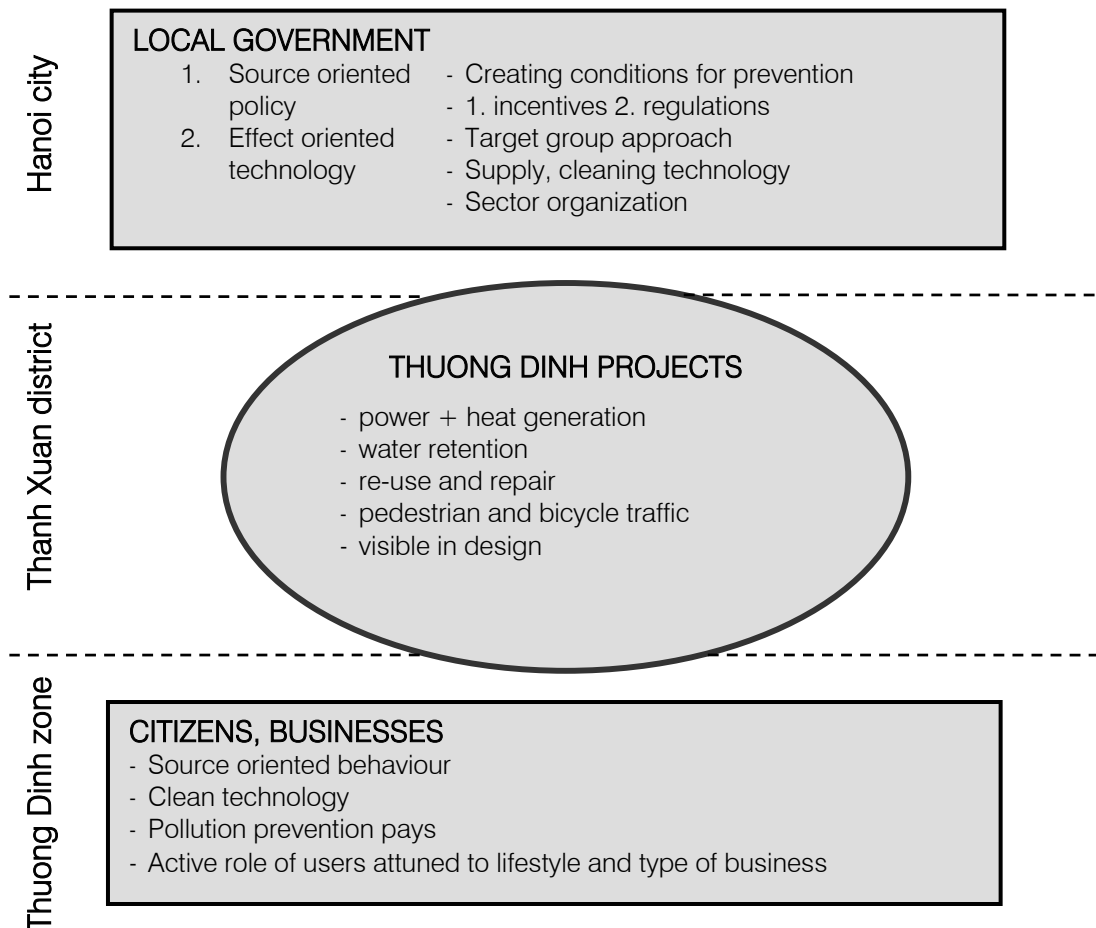 Hanoi city
LOCAL GOVERNMENT
1. Source oriented policy
2. Effect oriented technology
- Creating conditions for prevention
- 1. incentives 2. regulations
- Target group approach
- Supply, cleaning technology
- Sector organization
Thanh Xuan district
THUONG DINH PROJECTS
- power + heat generation
- water retention
- re-use and repair
- pedestrian and bicycle traffic
- visible in design
Thuong Dinh zone
CITIZENS, BUSINESSES
- Source oriented behaviour
- Clean technology
- Pollution prevention pays
- Active role of users attuned to lifestyle and type of business